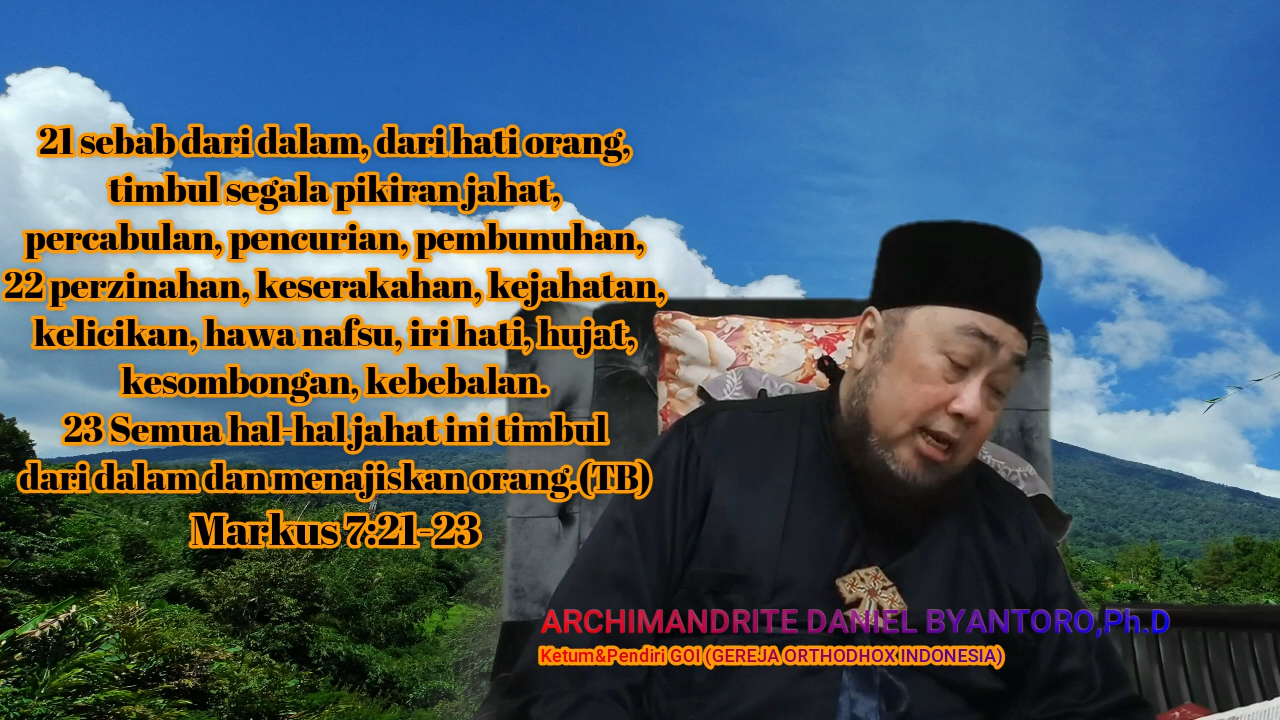 21 sebab dari dalam, dari hati orang,
timbul segala pikiran jahat,
percabulan, pencurian, pembunuhan,
22 perzinahan, keserakahan, kejahatan,
kelicikan, hawa nafsu, iri hati, hujat,
kesombongan, kebebalan.
23 Semua hal-hal jahat ini timbul
dari dalam dan menajiskan orang.(TB)
Markus 7:21-23
ARCHIMANDRITE DANIEL BYANTORO,Ph.D
Ketum&Pendiri GOI (GEREJA ORTHODHOX INDONESIA)